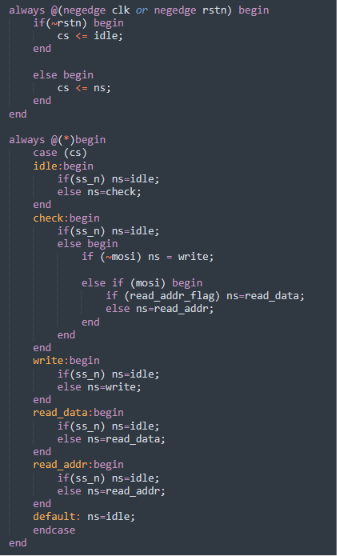 always @(negedge clk or negedge rstn) begin
    if(~rstn) begin
        cs <= idle;
    end

    else begin
        cs <= ns;
    end
end

always @(*)begin
    case (cs)
    idle:begin
        if(ss_n) ns=idle;
        else ns=check;
    end
    check:begin
        if(ss_n) ns=idle;
        else begin
            if (~mosi) ns = write;

            else if (mosi) begin
                if (read_addr_flag) ns=read_data;
                else ns=read_addr;
            end
        end
    end
    write:begin
        if(ss_n) ns=idle;
        else ns=write;
    end
    read_data:begin
        if(ss_n) ns=idle;
        else ns=read_data;
    end
    read_addr:begin
        if(ss_n) ns=idle;
        else ns=read_addr;
    end
    default: ns=idle;
    endcase
end